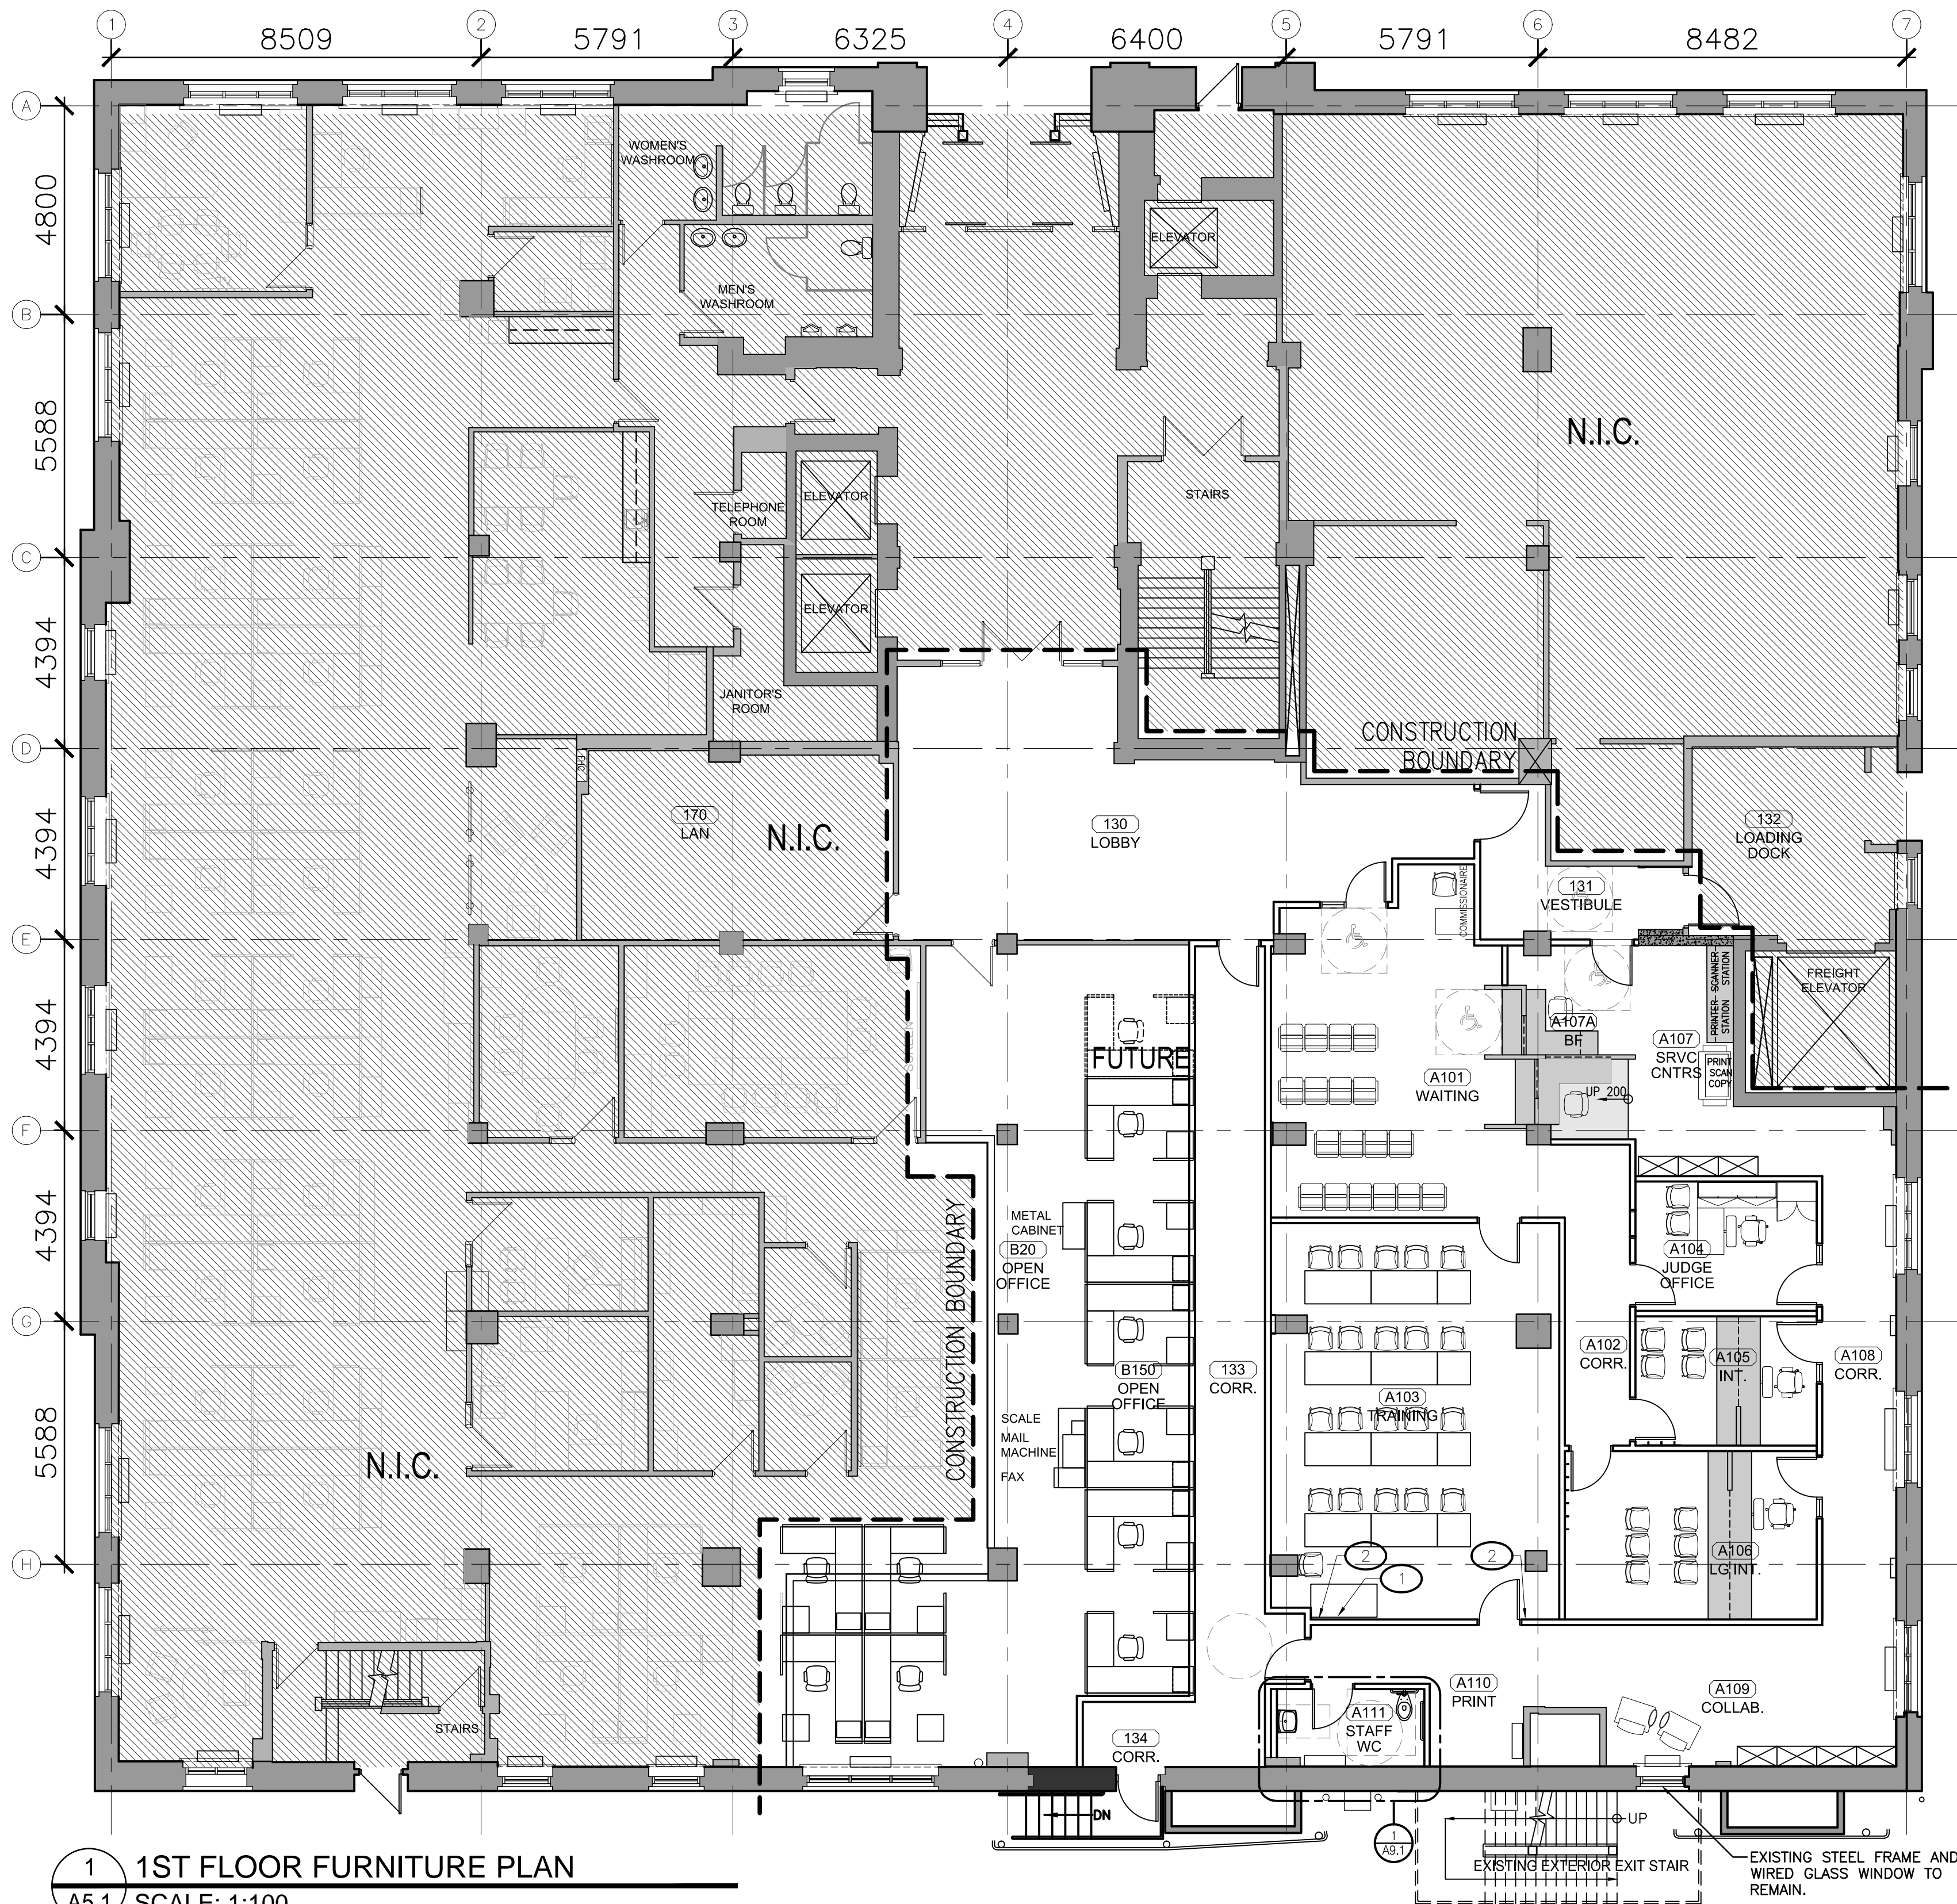 1
2
3
4
5
6
7
8509
5791
6325
6400
5791
8482
A
B
C
D
E
F
G
H
4800
5588
4394
4394
4394
4394
5588
WOMEN'S
WASHROOM
MEN'S
WASHROOM
ELEVATOR
N.I.C.
TELEPHONE
ROOM
ELEVATOR
STAIRS
ELEVATOR
JANITOR'S
ROOM
CONSTRUCTION
BOUNDARY
FHC
170
LAN
N.I.C.
130
LOBBY
132
LOADING
DOCK
COMMISSIONAIRE
131
VESTIBULE
SCREEN
FREIGHT
ELEVATOR
PRINTER
STATION
SCANNER
STATION
FUTURE
A107A
BF
A107
SRVC
CNTRS
PRINT
SCAN
COPY
A101
WAITING
UP 200
CONSTRUCTION BOUNDARY
METAL
CABINET
B20
OPEN
OFFICE
A104
JUDGE
OFFICE
A102
CORR.
A105
INT.
A108
CORR.
B150
OPEN
OFFICE
133
CORR.
A103
TRAINING
SCALE
MAIL
MACHINE
FAX
N.I.C.
A106
LG INT.
2
2
1
A110
PRINT
A109
COLLAB.
A111
STAFF
WC
STAIRS
134
CORR.
DN
UP
1
A9.1
EXISTING EXTERIOR EXIT STAIR
EXISTING STEEL FRAME AND
WIRED GLASS WINDOW TO
REMAIN.
1
1ST FLOOR FURNITURE PLAN
A5.1
SCALE: 1:100